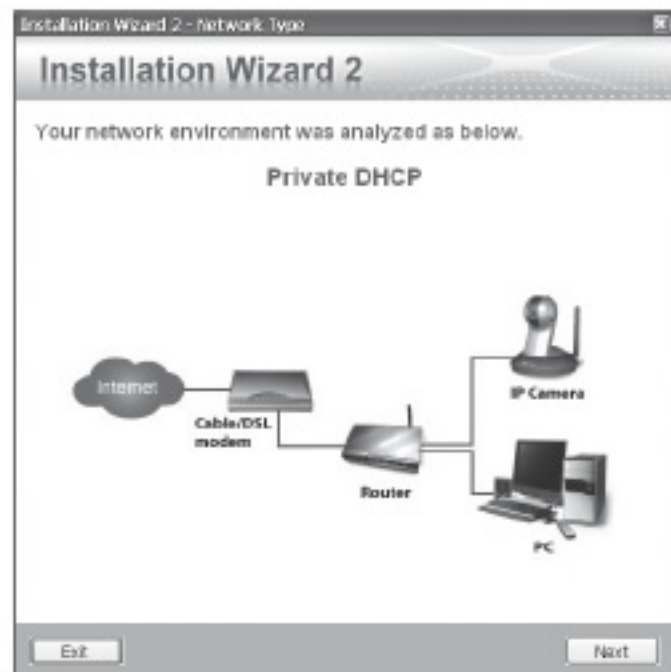 Installation Wizard 2 - Network Type
Installation Wizard 2
Your network environment was analyzed as below.
Private DHCP
Internet
Cable/DSL
modem
Router
IP Camera
PC
Exit
Next